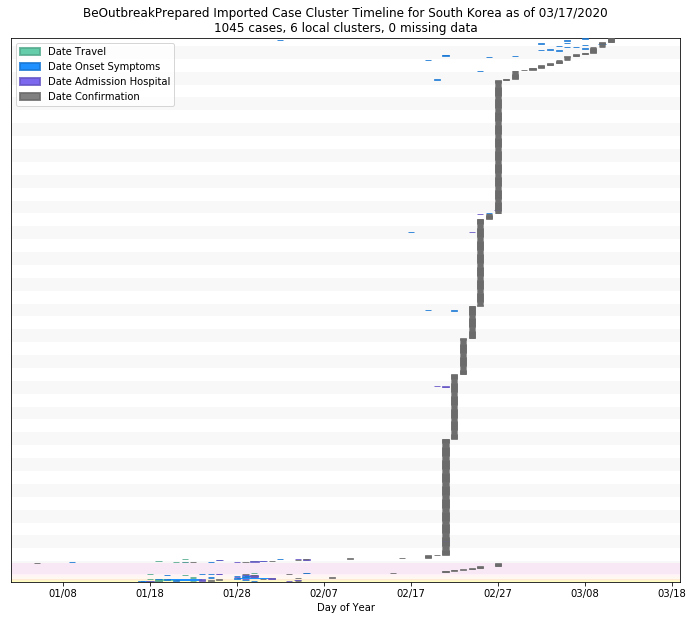 BeOutbreakPrepared Imported Case Cluster Timeline for South Korea as of 03/17/2020
1045 cases, 6 local clusters, 0 missing data
Date Travel
Date Onset Symptoms
Date Admission Hospital
Date Confirmation
01/08 01/18 01/28 02/07 02/17 02/27 03/08 03/18
Day of Year